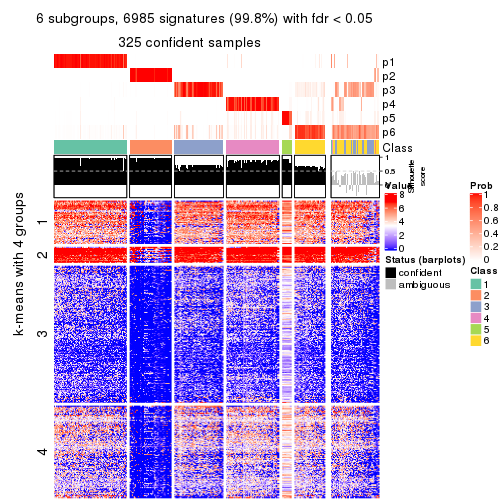 6 subgroups, 6985 signatures (99.8%) with fdr < 0.05
325 confident samples
p1
p2
p3
p4
p5
p6
Class
1
0.5
0
Silhouette
score
k-means with 4 groups
1
2
3
4
Value
8
6
4
2
0
Status (barplots)
confident
ambiguous
Prob
1
0.8
0.6
0.4
0.2
0
Class
1
2
3
4
5
6